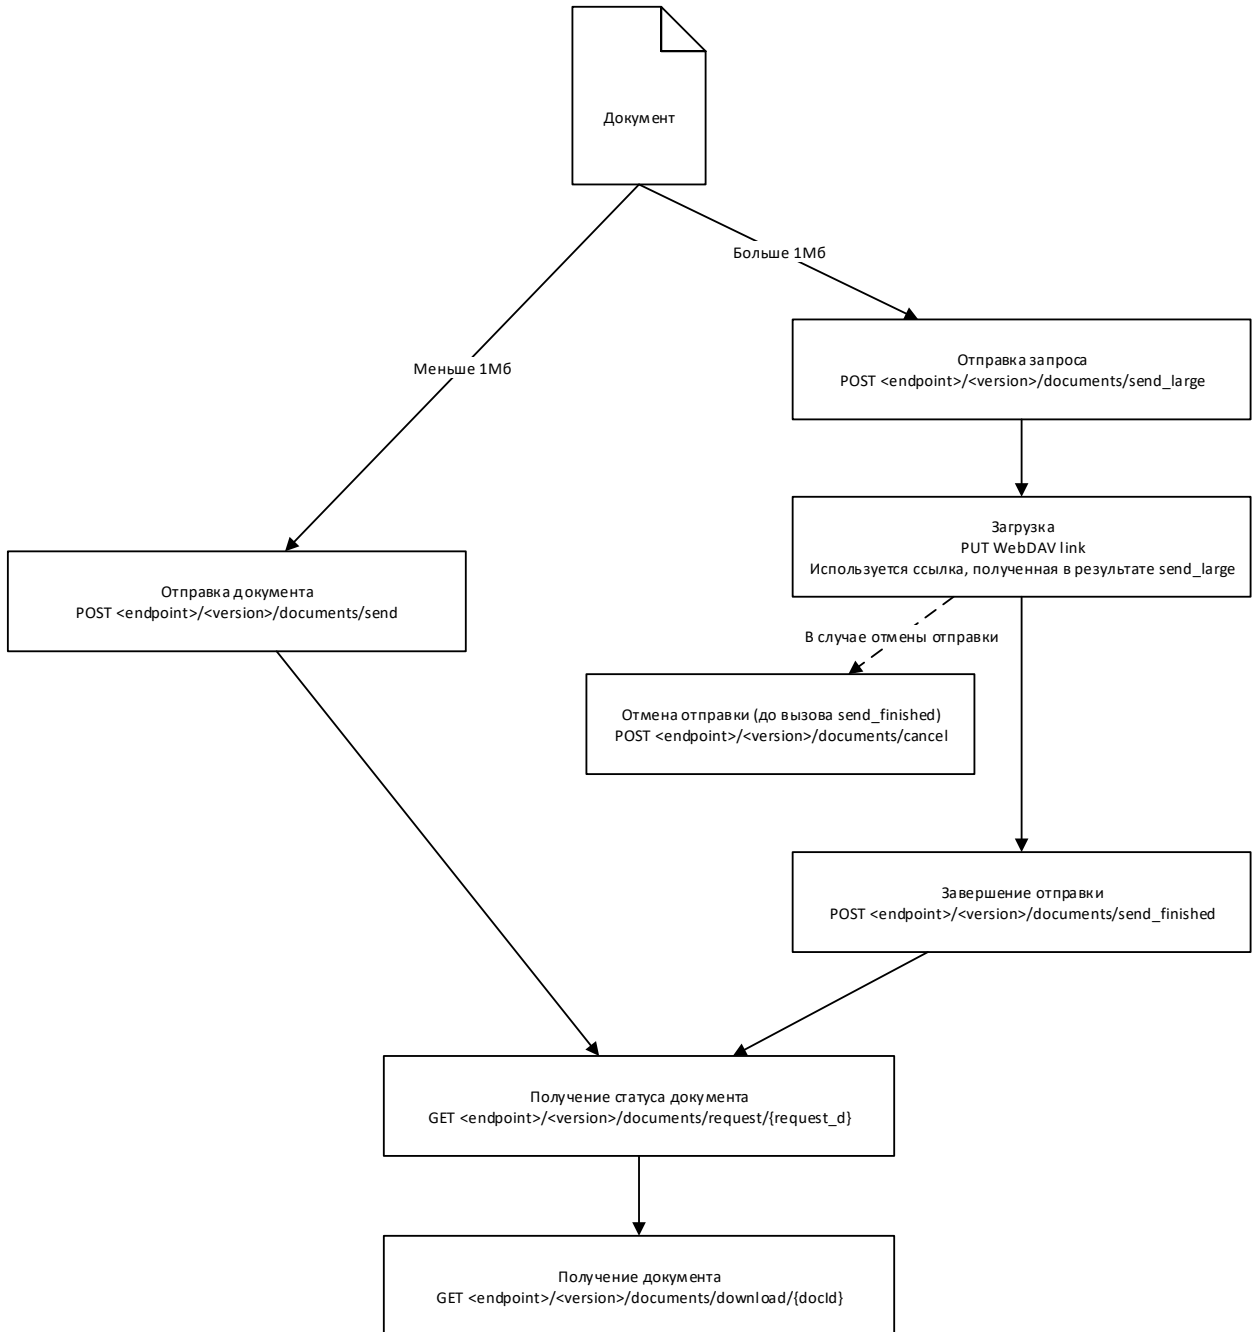 Документ
Больше 1Мб
Отправка запроса
POST <endpoint>/<version>/documents/send_large
Меньше 1Мб
Загрузка
PUT WebDAV link
Используется ссылка, полученная в результате send_large
Отправка документа
POST <endpoint>/<version>/documents/send
В случае отмены отправки
Отмена отправки (до вызова send_finished)
POST <endpoint>/<version>/documents/cancel
Завершение отправки
POST <endpoint>/<version>/documents/send_finished
Получение статуса документа
GET <endpoint>/<version>/documents/request/{request_d}
Получение документа
GET <endpoint>/<version>/documents/download/{docId}